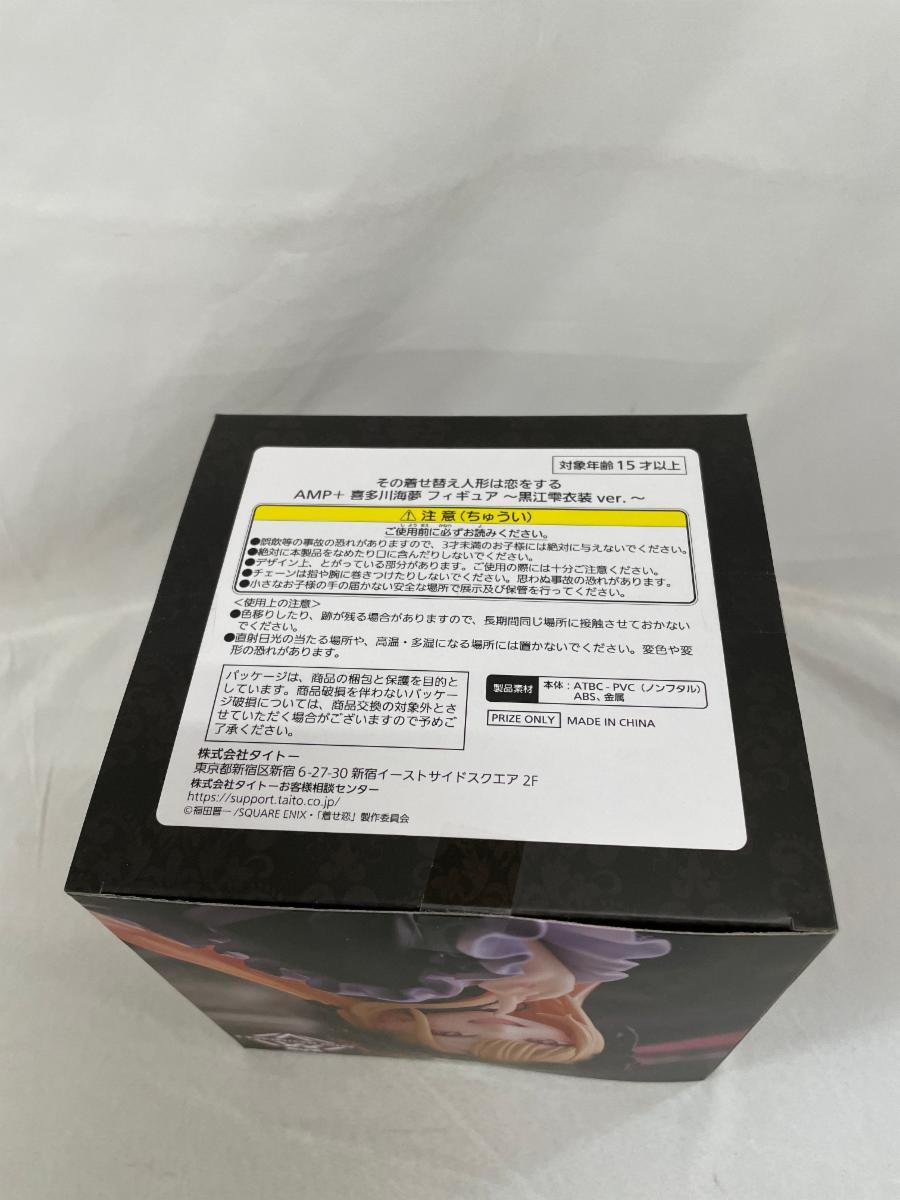 対象年齢 15 才以上
その着せ替え人形は恋をする
AMP＋ 喜多川海夢 フィギュア ～黒江雫衣装 ver. ～
⚠ 注意（ちゅうい）
ご使用前に必ずお読みください。
●誤飲等の事故の恐れがありますので、3才未満のお子様には絶対に与えないでください。
●絶対に本製品をなめたり口に含んだりしないでください。
●デザイン上、とがっている部分があります。ご使用の際には十分ご注意ください。
●チェーンは指や腕に巻きつけたりしないでください。思わぬ事故の恐れがあります。
●小さなお子様の手の届かない安全な場所で展示及び保管を行ってください。
＜使用上の注意＞
●色移りしたり、跡が残る場合がありますので、長期間同じ場所に接触させておかない
でください。
●直射日光の当たる場所や、高温・多湿になる場所には置かないでください。変色や変
形の恐れがあります。
パッケージは、商品の梱包と保護を目的と
しています。商品破損を伴わないパッケー
ジ破損については、商品交換の対象外とさ
せていただく場合がございますので予めご
了承ください。
製品素材 本体：ATBC - PVC（ノンフタル）
ABS、金属
PRIZE ONLY MADE IN CHINA
株式会社タイトー
東京都新宿区新宿 6-27-30 新宿イーストサイドスクエア 2F
株式会社タイトーお客様相談センター
https://support.taito.co.jp/
©福田晋一/SQUARE ENIX・「着せ恋」製作委員会